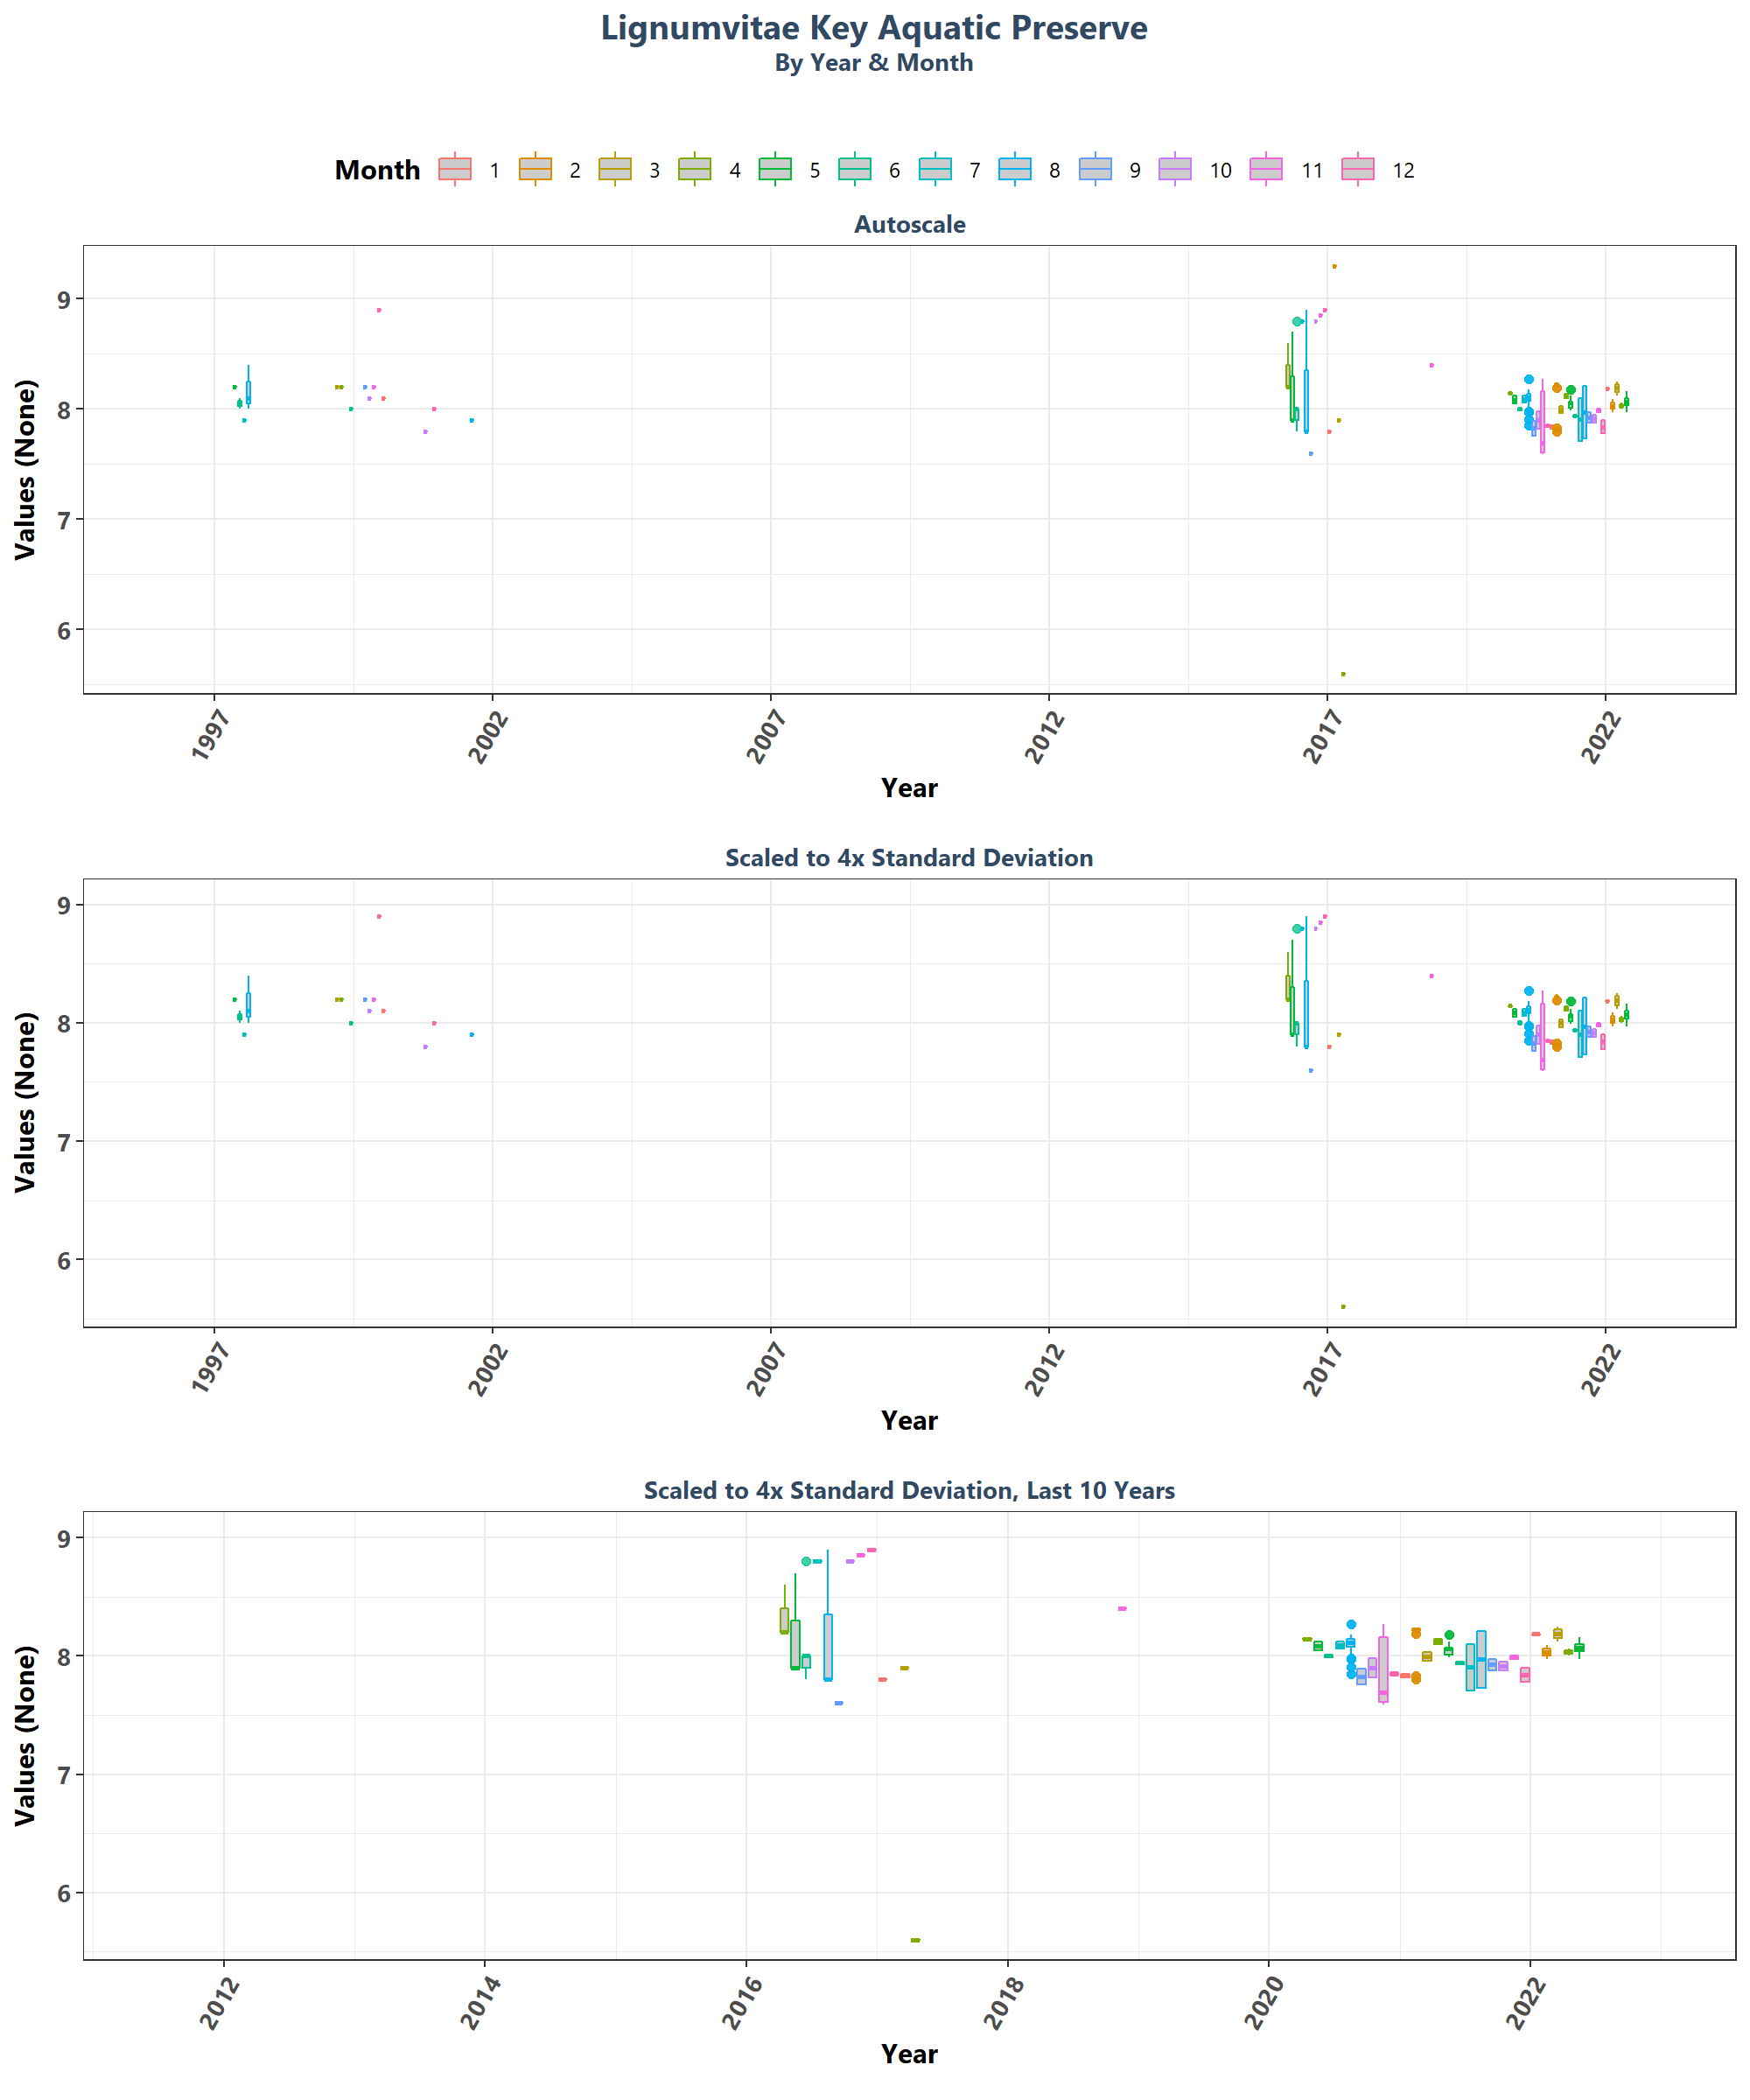 Lignumvitae Key Aquatic Preserve
By Year & Month
Month 1 2 3 4 5 6 7 8 9 10 11 12
Autoscale
Values (None)
9
8
7
6
1997 2002 2007 2012 2017 2022
Year
Scaled to 4x Standard Deviation
Values (None)
9
8
7
6
1997 2002 2007 2012 2017 2022
Year
Scaled to 4x Standard Deviation, Last 10 Years
Values (None)
9
8
7
6
2012 2014 2016 2018 2020 2022
Year